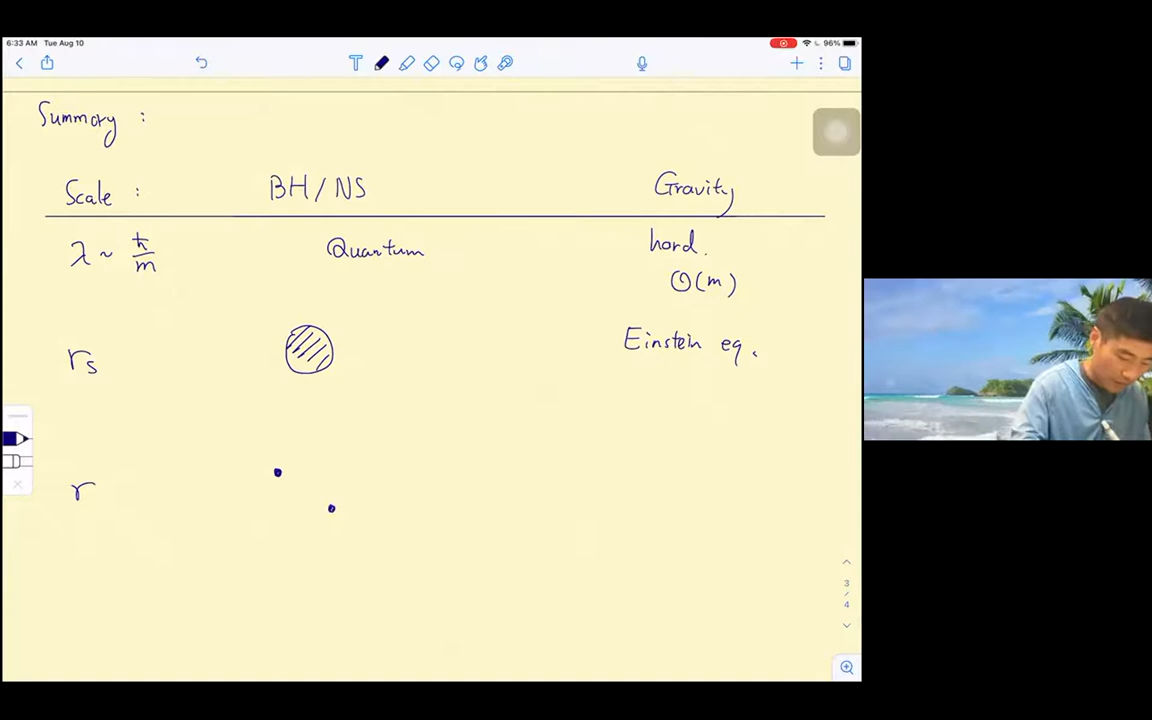 6:33 AM Tue Aug 10
96%
Summary :
Scale : BH / NS Gravity
λ ~ ħ/m Quantum hard.
O(m)
r_s Einstein eq.
r
3
/
4